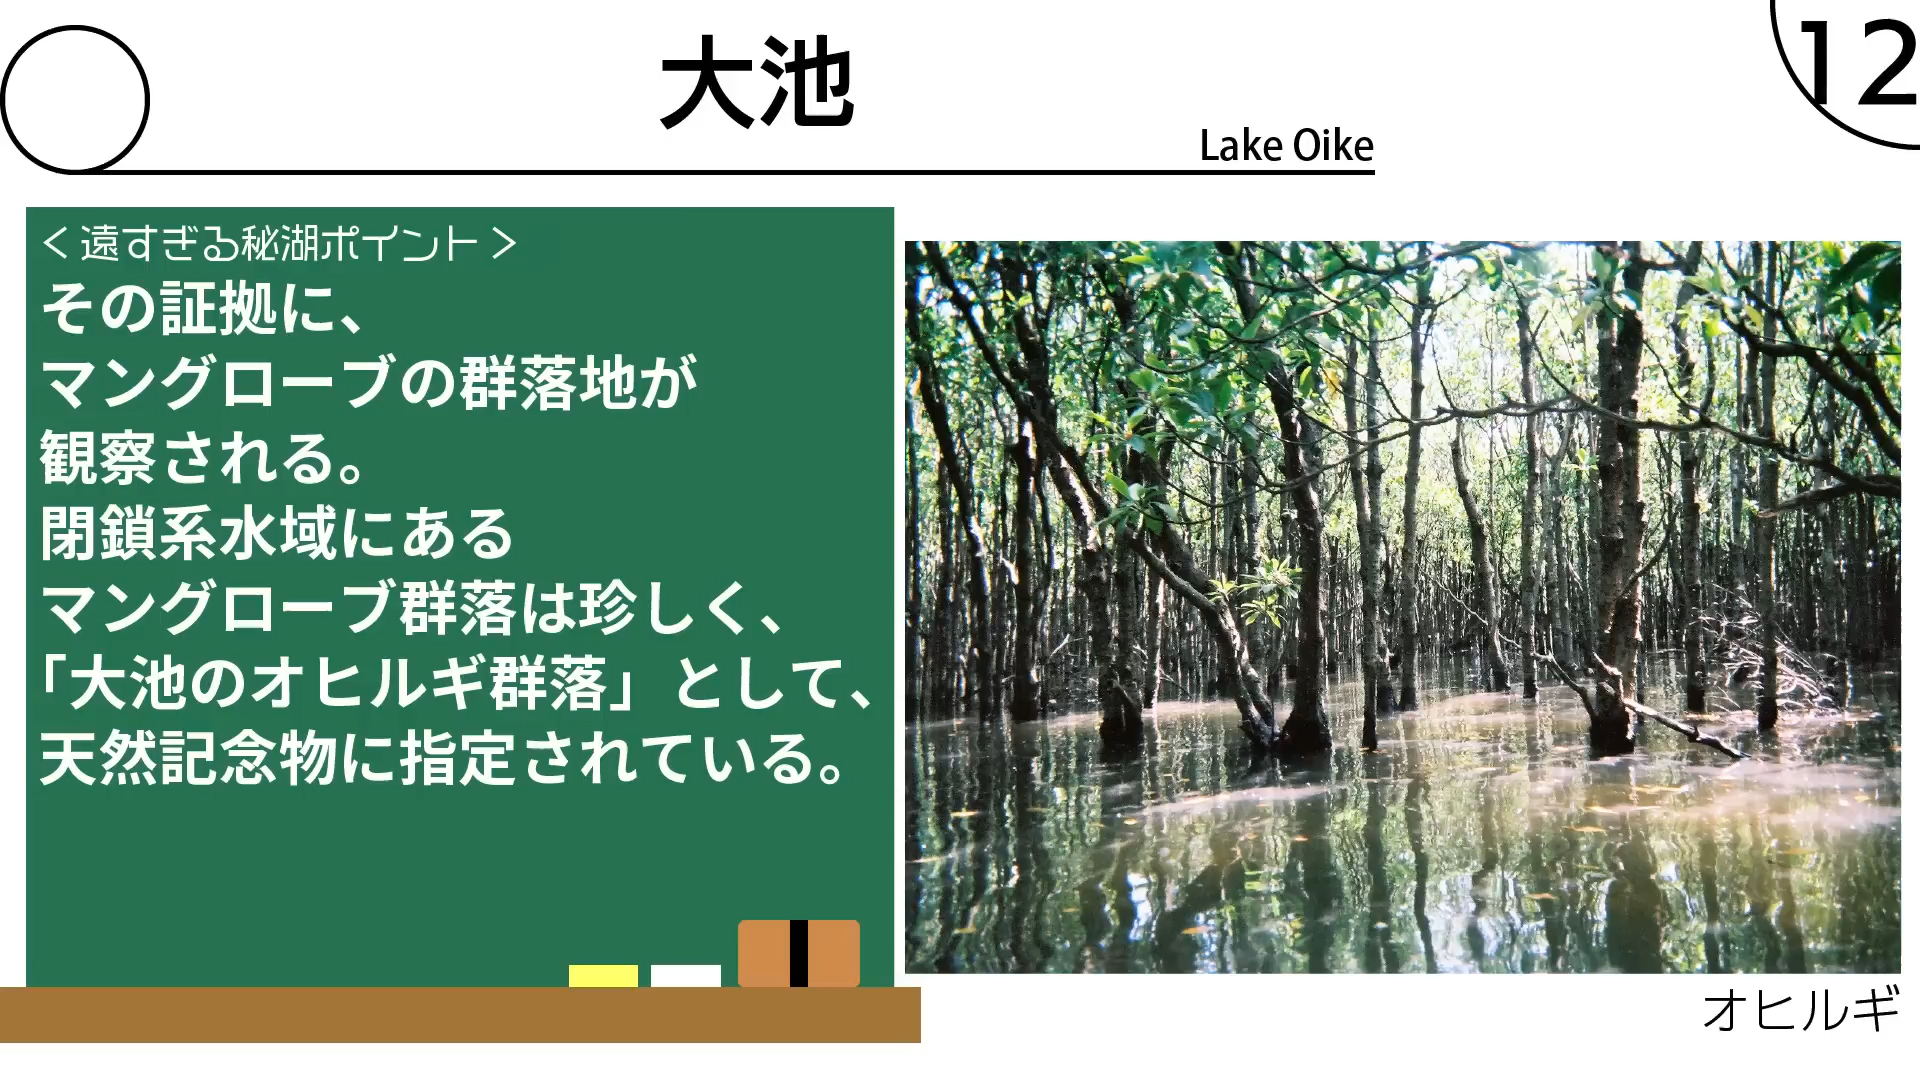 大池
12
Lake Oike
＜遠すぎる秘湖ポイント＞
その証拠に、
マングローブの群落地が
観察される。
閉鎖系水域にある
マングローブ群落は珍しく、
「大池のオヒルギ群落」として、
天然記念物に指定されている。
オヒルギ